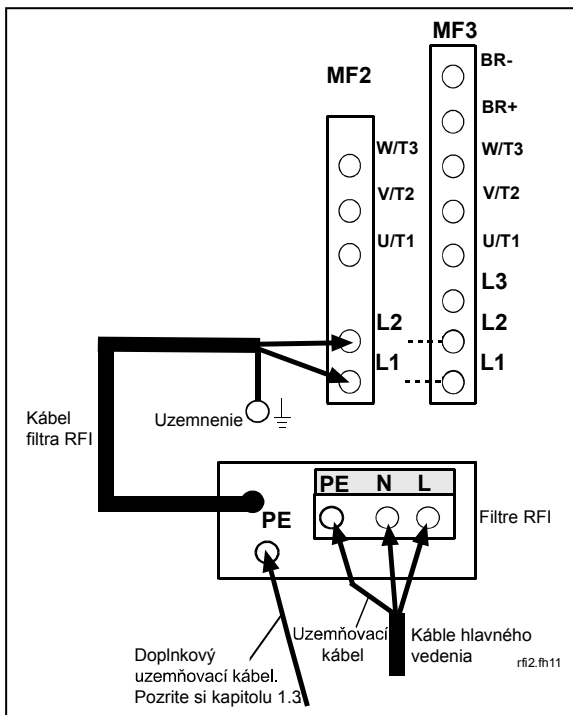 MF3
MF2
BR-
BR+
W/T3
W/T3
V/T2
V/T2
U/T1
U/T1
L3
L2
L2
L1
L1
Kábel
filtra RFI
Uzemnenie
PE N L
PE
Filtre RFI
Uzemňovací
kábel
Káble hlavného
vedenia
Doplnkový
uzemňovací kábel.
Pozrite si kapitolu 1.3
rfi2.fh11